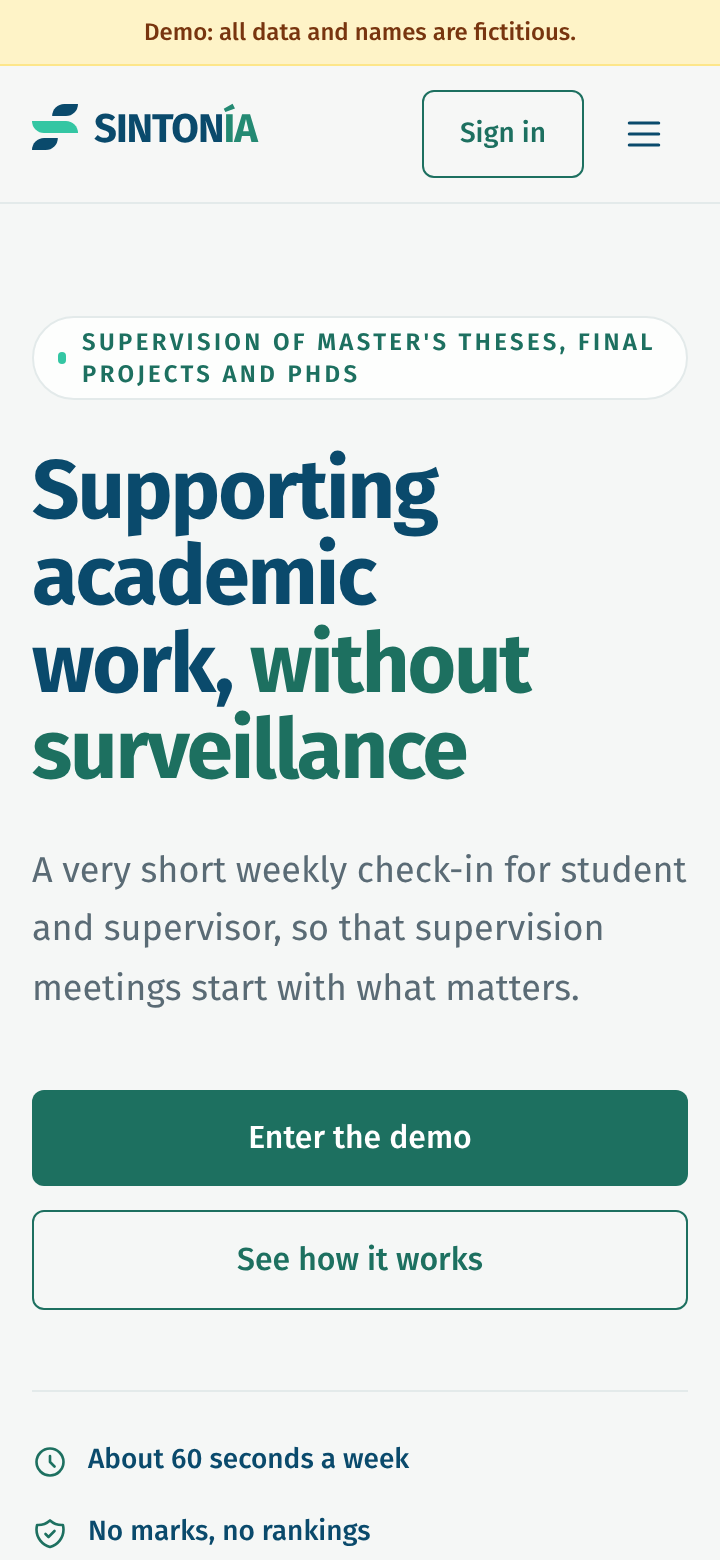 Demo: all data and names are fictitious.
SINTONÍA
Sign in
SUPERVISION OF MASTER'S THESES, FINAL
PROJECTS AND PHDS
Supporting
academic
work, without
surveillance
A very short weekly check-in for student
and supervisor, so that supervision
meetings start with what matters.
Enter the demo
See how it works
About 60 seconds a week
No marks, no rankings